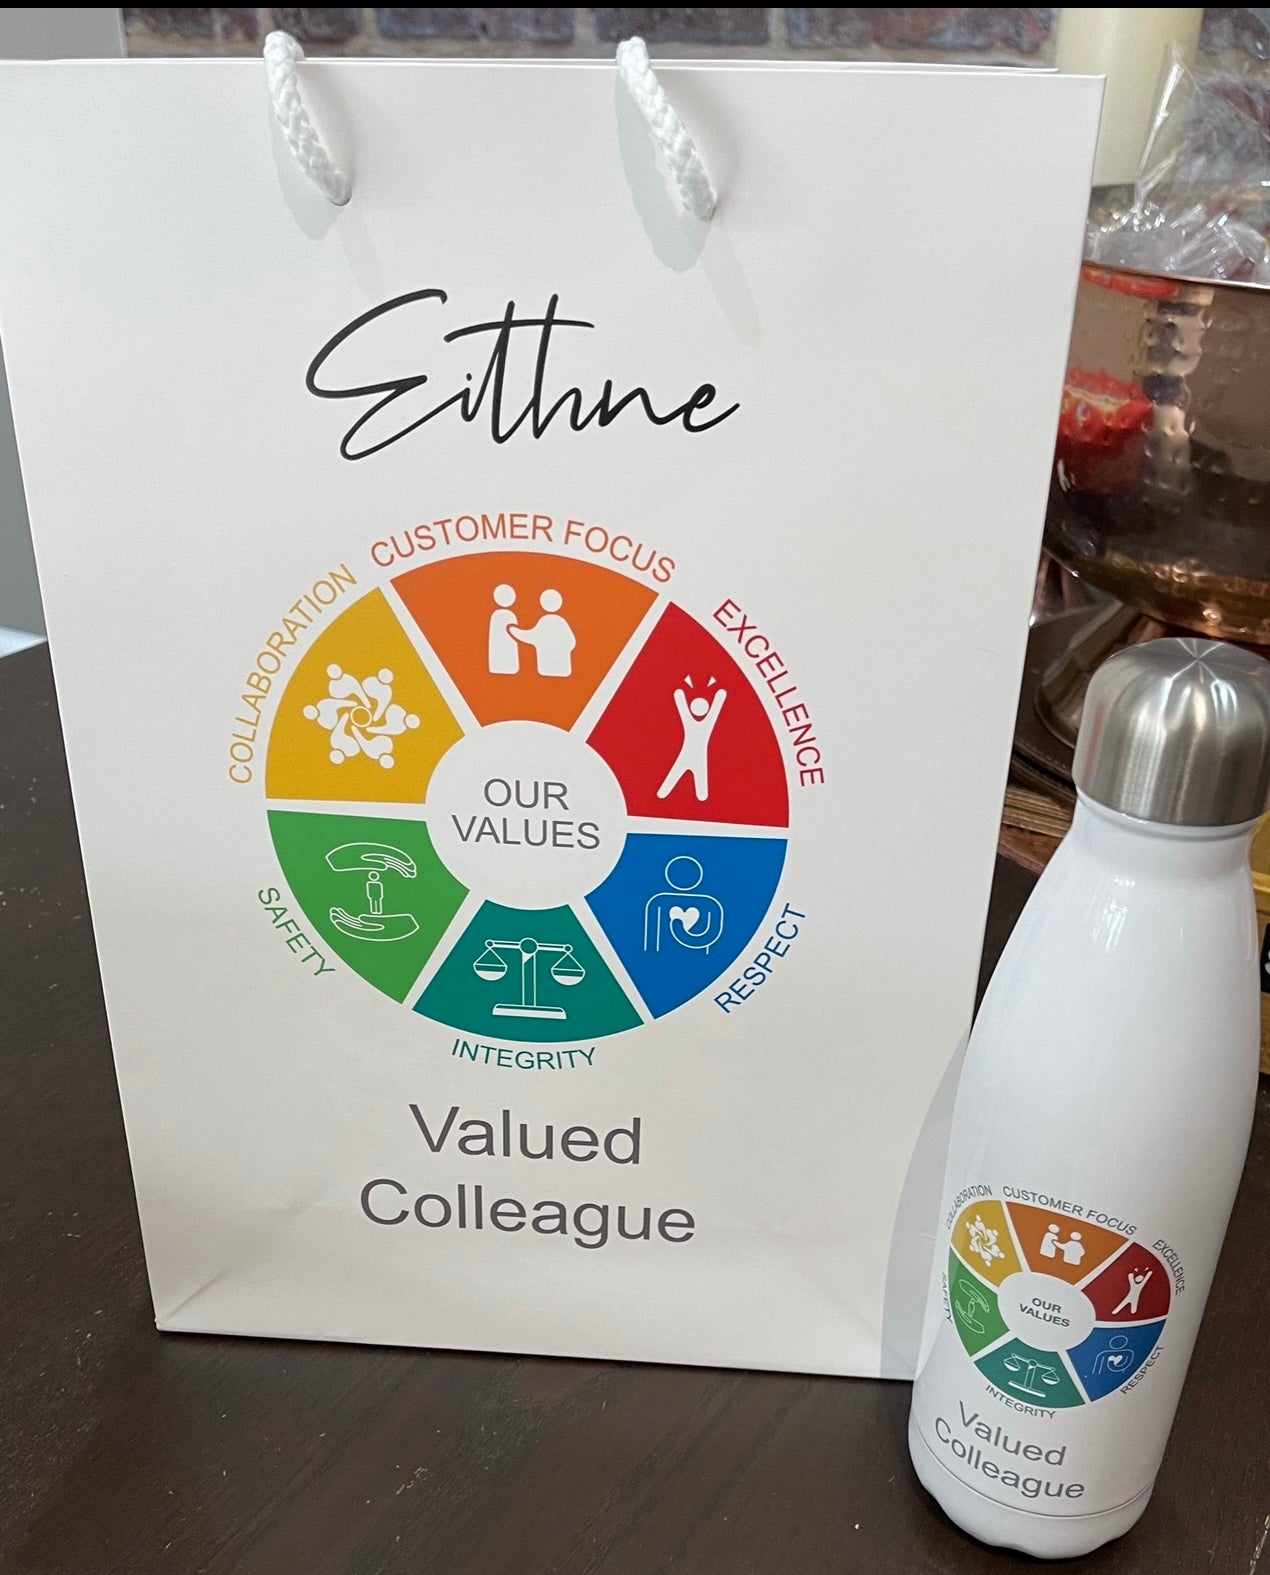 Eithne
CUSTOMER FOCUS
EXCELLENCE
RESPECT
INTEGRITY
SAFETY
COLLABORATION
OUR
VALUES
Valued
Colleague
COLLABORATION
CUSTOMER FOCUS
EXCELLENCE
RESPECT
INTEGRITY
SAFETY
OUR
VALUES
Valued
Colleague